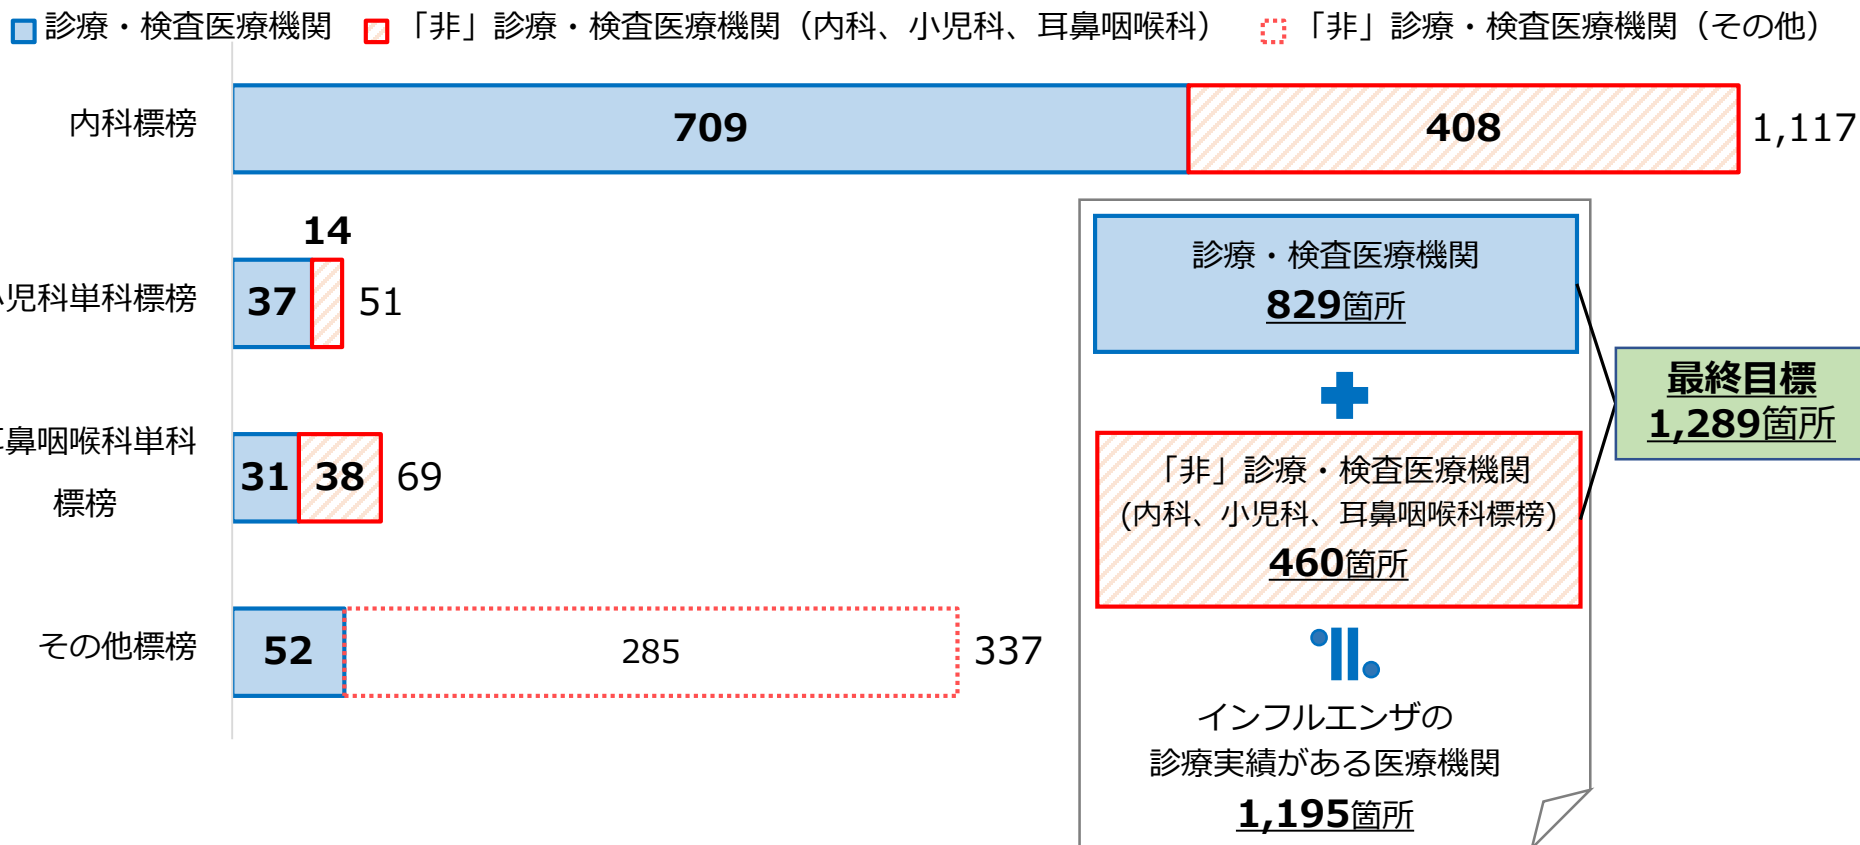 診療・検査医療機関 「非」診療・検査医療機関（内科、小児科、耳鼻咽喉科） 「非」診療・検査医療機関（その他）
内科標榜 709 408 1,117
14
児科単科標榜 37 51
鼻咽喉科単科
標榜
31 38 69
その他標榜 52 285 337
診療・検査医療機関
829箇所
「非」診療・検査医療機関
(内科、小児科、耳鼻咽喉科標榜)
460箇所
最終目標
1,289箇所
インフルエンザの
診療実績がある医療機関
1,195箇所